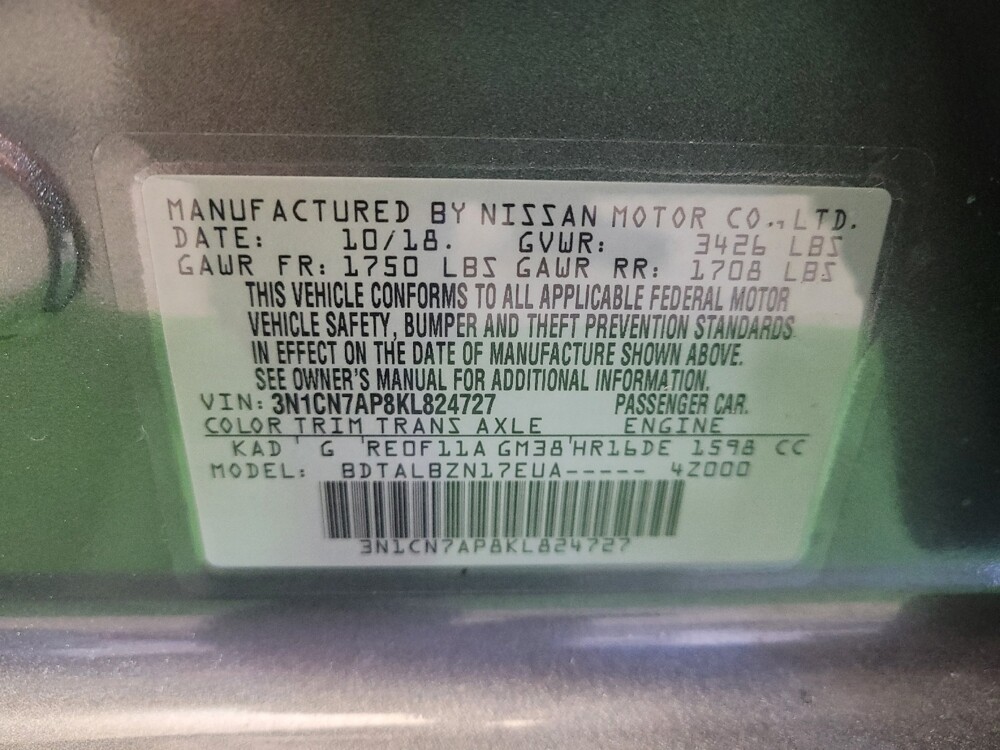 MANUFACTURED BY NISSAN MOTOR CO., LTD.
DATE: 10/18. GVWR: 3426 LBS
GAWR FR: 1750 LBS GAWR RR: 1708 LBS
THIS VEHICLE CONFORMS TO ALL APPLICABLE FEDERAL MOTOR
VEHICLE SAFETY, BUMPER AND THEFT PREVENTION STANDARDS
IN EFFECT ON THE DATE OF MANUFACTURE SHOWN ABOVE.
SEE OWNER'S MANUAL FOR ADDITIONAL INFORMATION.
VIN: 3N1CN7AP8KL824727 PASSENGER CAR.
COLOR TRIM TRANS AXLE ENGINE
KAD G RE0F11A GM38 HR16DE 1598 CC
MODEL: BDTALBZN17EUA----- 4Z000
3N1CN7AP8KL824727